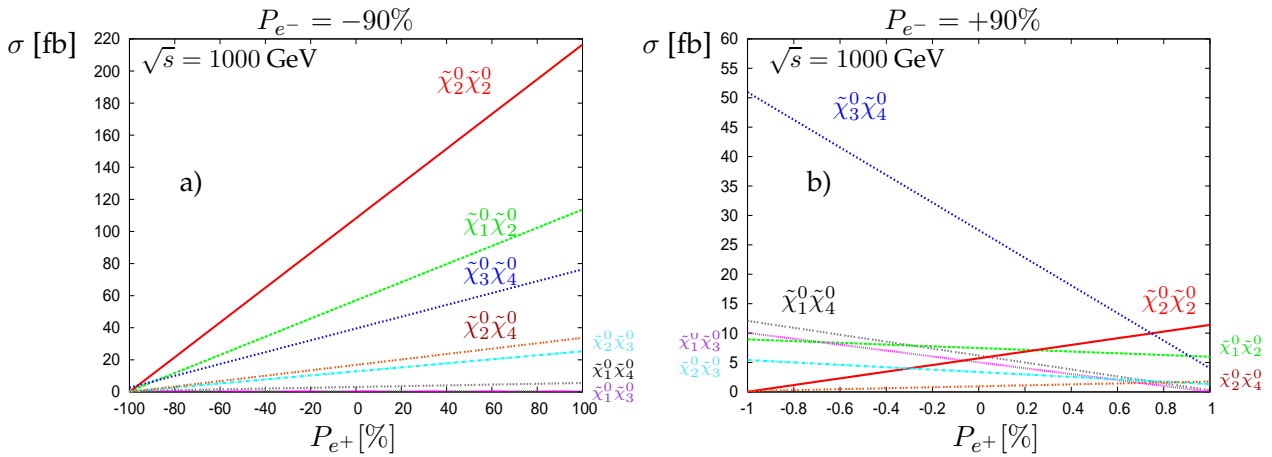 P_{e^-} = −90%
σ [fb]
√s = 1000 GeV
220
200
180
160
140
120
100
80
60
40
20
0
χ̃⁰₂χ̃⁰₂
a)
χ̃⁰₁χ̃⁰₂
χ̃⁰₃χ̃⁰₄
χ̃⁰₂χ̃⁰₄
χ̃⁰₂χ̃⁰₃
χ̃⁰₁χ̃⁰₄
χ̃⁰₁χ̃⁰₃
-100 -80 -60 -40 -20 0 20 40 60 80 100
P_{e^+} [%]
P_{e^-} = +90%
σ [fb]
√s = 1000 GeV
60
55
50
45
40
35
30
25
20
15
10
5
0
χ̃⁰₃χ̃⁰₄
b)
χ̃⁰₁χ̃⁰₄
χ̃⁰₂χ̃⁰₂
χ̃⁰₁χ̃⁰₃
χ̃⁰₁χ̃⁰₂
χ̃⁰₂χ̃⁰₃
χ̃⁰₂χ̃⁰₄
-1 -0.8 -0.6 -0.4 -0.2 0 0.2 0.4 0.6 0.8 1
P_{e^+} [%]